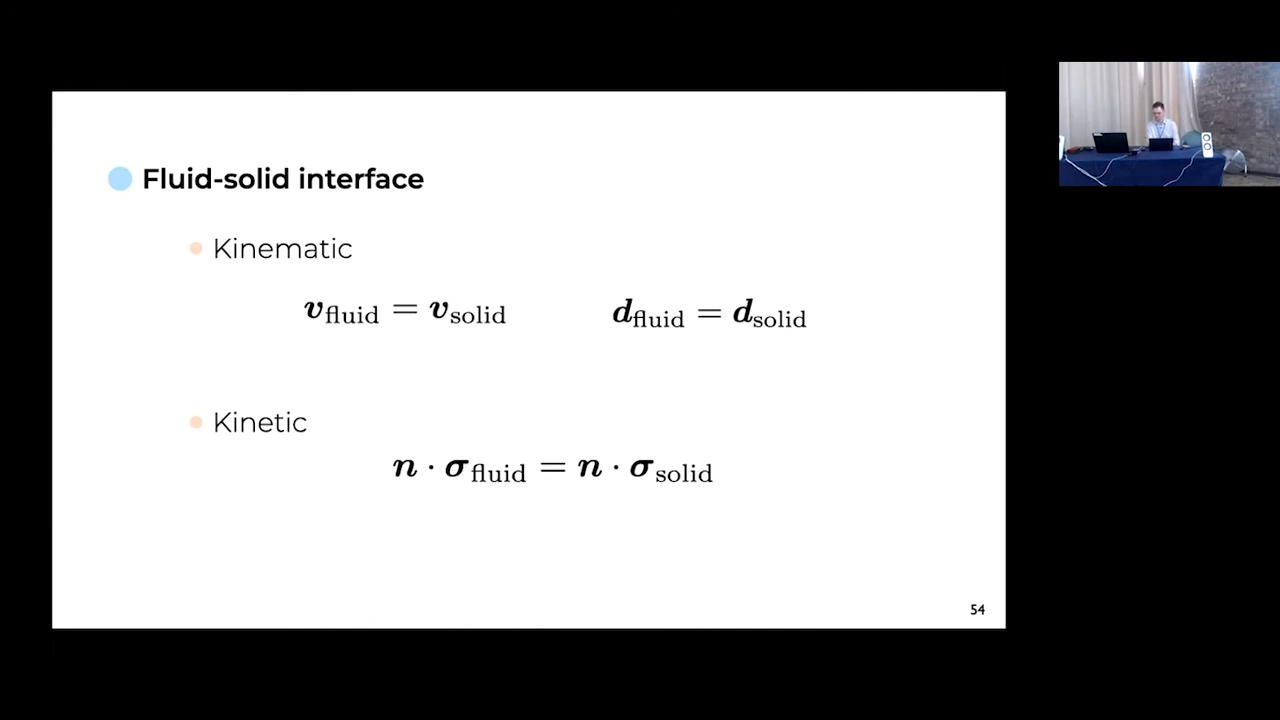 Fluid-solid interface
Kinematic
v_fluid = v_solid d_fluid = d_solid
Kinetic
n · σ_fluid = n · σ_solid
54